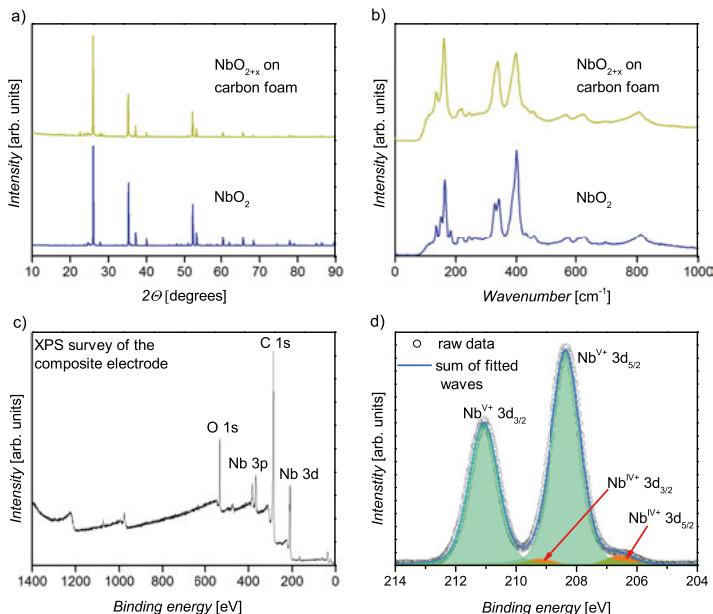 a)
NbO2+x on
carbon foam
NbO2
Intensity [arb. units]
10 20 30 40 50 60 70 80 90
2Θ [degrees]
b)
NbO2+x on
carbon foam
NbO2
Intensity [arb. units]
0 200 400 600 800 1000
Wavenumber [cm-1]
c)
XPS survey of the
composite electrode
C 1s
O 1s
Nb 3p
Nb 3d
Intensity [arb. units]
1400 1200 1000 800 600 400 200 0
Binding energy [eV]
d)
raw data
sum of fitted
waves
NbV+ 3d5/2
NbV+ 3d3/2
NbIV+ 3d3/2
NbIV+ 3d5/2
Intenstity [arb. units]
214 212 210 208 206 204
Binding energy [eV]